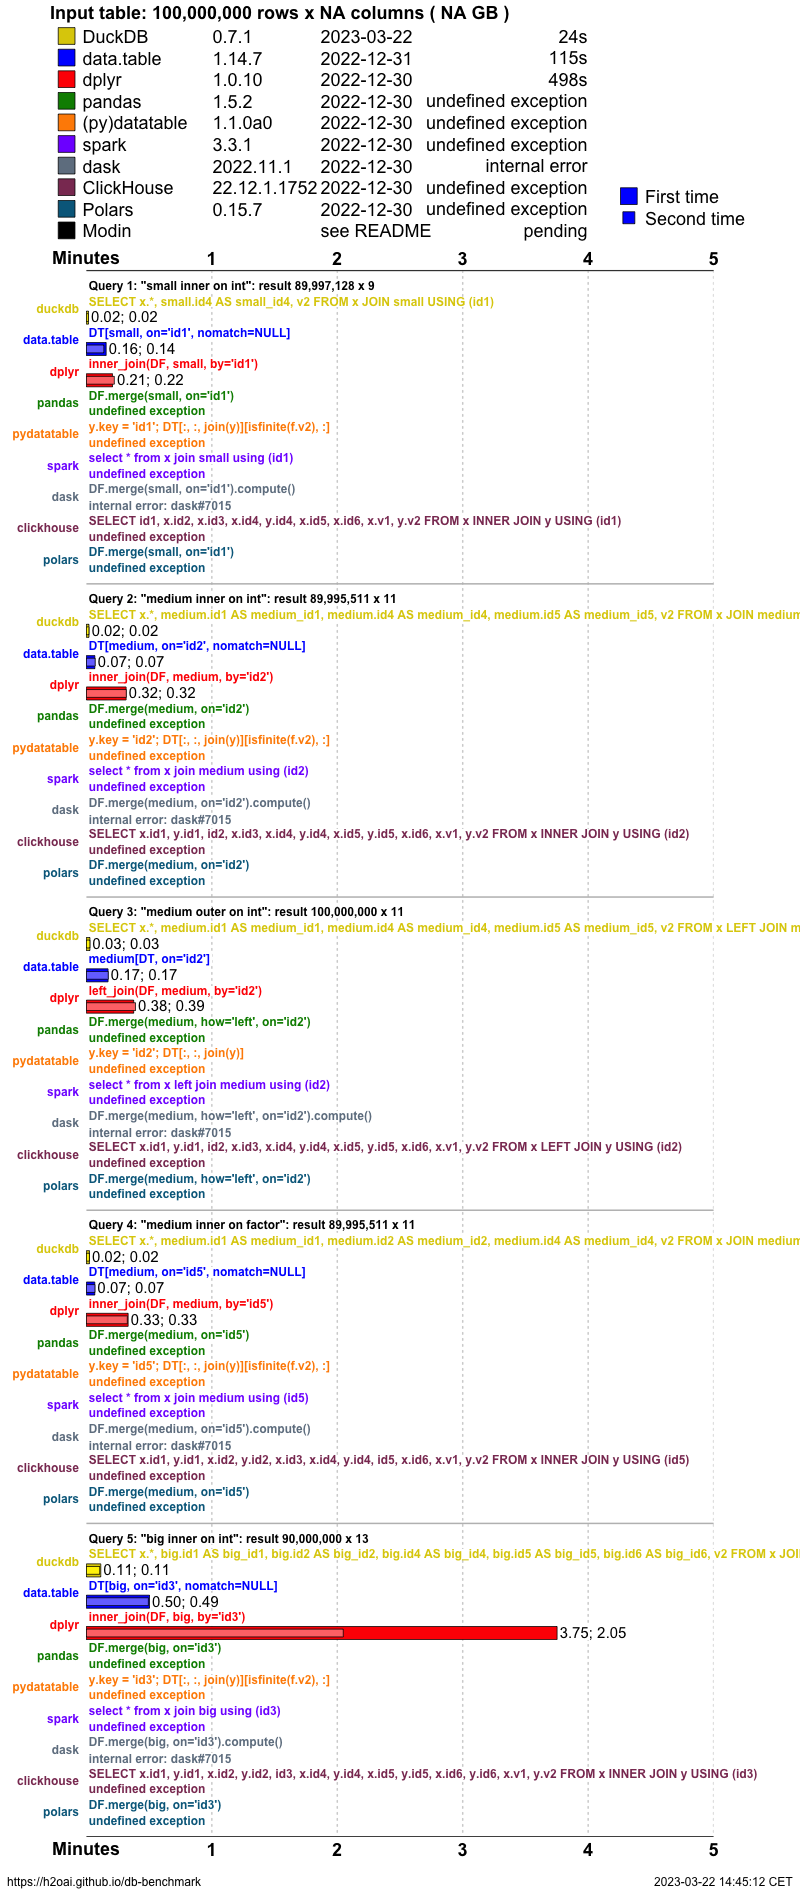 Input table: 100,000,000 rows x NA columns ( NA GB )
DuckDB 0.7.1 2023-03-22 24s
data.table 1.14.7 2022-12-31 115s
dplyr 1.0.10 2022-12-30 498s
pandas 1.5.2 2022-12-30 undefined exception
(py)datatable 1.1.0a0 2022-12-30 undefined exception
spark 3.3.1 2022-12-30 undefined exception
dask 2022.11.1 2022-12-30 internal error
ClickHouse 22.12.1.1752 2022-12-30 undefined exception
Polars 0.15.7 2022-12-30 undefined exception
Modin see README pending
First time
Second time
Minutes 1 2 3 4 5
Query 1: "small inner on int": result 89,997,128 x 9
duckdb SELECT x.*, small.id4 AS small_id4, v2 FROM x JOIN small USING (id1)
0.02; 0.02
data.table DT[small, on='id1', nomatch=NULL]
0.16; 0.14
dplyr inner_join(DF, small, by='id1')
0.21; 0.22
pandas DF.merge(small, on='id1')
undefined exception
pydatatable y.key = 'id1'; DT[:, :, join(y)][isfinite(f.v2), :]
undefined exception
spark select * from x join small using (id1)
undefined exception
dask DF.merge(small, on='id1').compute()
internal error: dask#7015
clickhouse SELECT id1, x.id2, x.id3, x.id4, y.id4, x.id5, x.id6, x.v1, y.v2 FROM x INNER JOIN y USING (id1)
undefined exception
polars DF.merge(small, on='id1')
undefined exception
Query 2: "medium inner on int": result 89,995,511 x 11
duckdb SELECT x.*, medium.id1 AS medium_id1, medium.id4 AS medium_id4, medium.id5 AS medium_id5, v2 FROM x JOIN medium
0.02; 0.02
data.table DT[medium, on='id2', nomatch=NULL]
0.07; 0.07
dplyr inner_join(DF, medium, by='id2')
0.32; 0.32
pandas DF.merge(medium, on='id2')
undefined exception
pydatatable y.key = 'id2'; DT[:, :, join(y)][isfinite(f.v2), :]
undefined exception
spark select * from x join medium using (id2)
undefined exception
dask DF.merge(medium, on='id2').compute()
internal error: dask#7015
clickhouse SELECT x.id1, y.id1, id2, x.id3, x.id4, y.id4, x.id5, y.id5, x.id6, x.v1, y.v2 FROM x INNER JOIN y USING (id2)
undefined exception
polars DF.merge(medium, on='id2')
undefined exception
Query 3: "medium outer on int": result 100,000,000 x 11
duckdb SELECT x.*, medium.id1 AS medium_id1, medium.id4 AS medium_id4, medium.id5 AS medium_id5, v2 FROM x LEFT JOIN m
0.03; 0.03
data.table medium[DT, on='id2']
0.17; 0.17
dplyr left_join(DF, medium, by='id2')
0.38; 0.39
pandas DF.merge(medium, how='left', on='id2')
undefined exception
pydatatable y.key = 'id2'; DT[:, :, join(y)]
undefined exception
spark select * from x left join medium using (id2)
undefined exception
dask DF.merge(medium, how='left', on='id2').compute()
internal error: dask#7015
clickhouse SELECT x.id1, y.id1, id2, x.id3, x.id4, y.id4, x.id5, y.id5, x.id6, x.v1, y.v2 FROM x LEFT JOIN y USING (id2)
undefined exception
polars DF.merge(medium, how='left', on='id2')
undefined exception
Query 4: "medium inner on factor": result 89,995,511 x 11
duckdb SELECT x.*, medium.id1 AS medium_id1, medium.id2 AS medium_id2, medium.id4 AS medium_id4, v2 FROM x JOIN medium
0.02; 0.02
data.table DT[medium, on='id5', nomatch=NULL]
0.07; 0.07
dplyr inner_join(DF, medium, by='id5')
0.33; 0.33
pandas DF.merge(medium, on='id5')
undefined exception
pydatatable y.key = 'id5'; DT[:, :, join(y)][isfinite(f.v2), :]
undefined exception
spark select * from x join medium using (id5)
undefined exception
dask DF.merge(medium, on='id5').compute()
internal error: dask#7015
clickhouse SELECT x.id1, y.id1, x.id2, y.id2, x.id3, x.id4, y.id4, id5, x.id6, x.v1, y.v2 FROM x INNER JOIN y USING (id5)
undefined exception
polars DF.merge(medium, on='id5')
undefined exception
Query 5: "big inner on int": result 90,000,000 x 13
duckdb SELECT x.*, big.id1 AS big_id1, big.id2 AS big_id2, big.id4 AS big_id4, big.id5 AS big_id5, big.id6 AS big_id6, v2 FROM x JOI
0.11; 0.11
data.table DT[big, on='id3', nomatch=NULL]
0.50; 0.49
dplyr inner_join(DF, big, by='id3')
3.75; 2.05
pandas DF.merge(big, on='id3')
undefined exception
pydatatable y.key = 'id3'; DT[:, :, join(y)][isfinite(f.v2), :]
undefined exception
spark select * from x join big using (id3)
undefined exception
dask DF.merge(big, on='id3').compute()
internal error: dask#7015
clickhouse SELECT x.id1, y.id1, x.id2, y.id2, id3, x.id4, y.id4, x.id5, y.id5, x.id6, y.id6, x.v1, y.v2 FROM x INNER JOIN y USING (id3)
undefined exception
polars DF.merge(big, on='id3')
undefined exception
Minutes 1 2 3 4 5
https://h2oai.github.io/db-benchmark 2023-03-22 14:45:12 CET